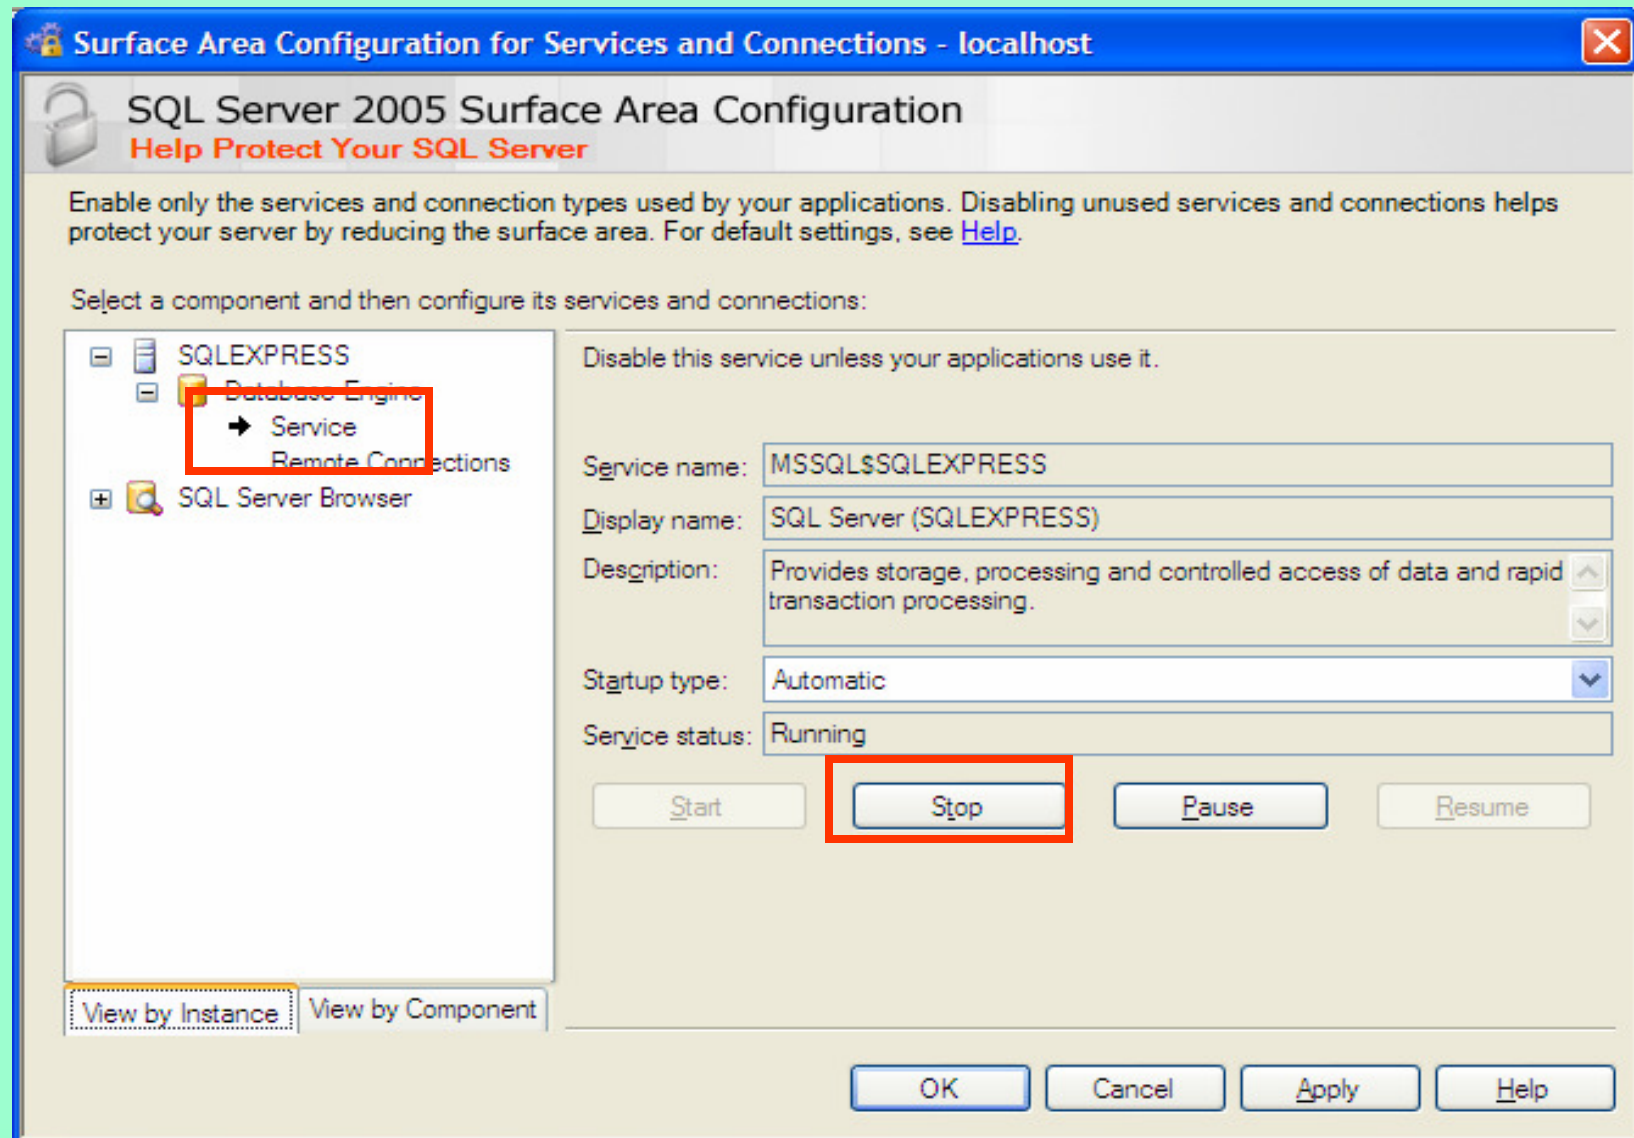 Surface Area Configuration for Services and Connections - localhost
SQL Server 2005 Surface Area Configuration
Help Protect Your SQL Server
Enable only the services and connection types used by your applications. Disabling unused services and connections helps
protect your server by reducing the surface area. For default settings, see Help.
Select a component and then configure its services and connections:
SQLEXPRESS
Database Engine
Service
Remote Connections
SQL Server Browser
View by Instance
View by Component
Disable this service unless your applications use it.
Service name: MSSQL$SQLEXPRESS
Display name: SQL Server (SQLEXPRESS)
Description: Provides storage, processing and controlled access of data and rapid
transaction processing.
Startup type: Automatic
Service status: Running
Start Stop Pause Resume
OK Cancel Apply Help